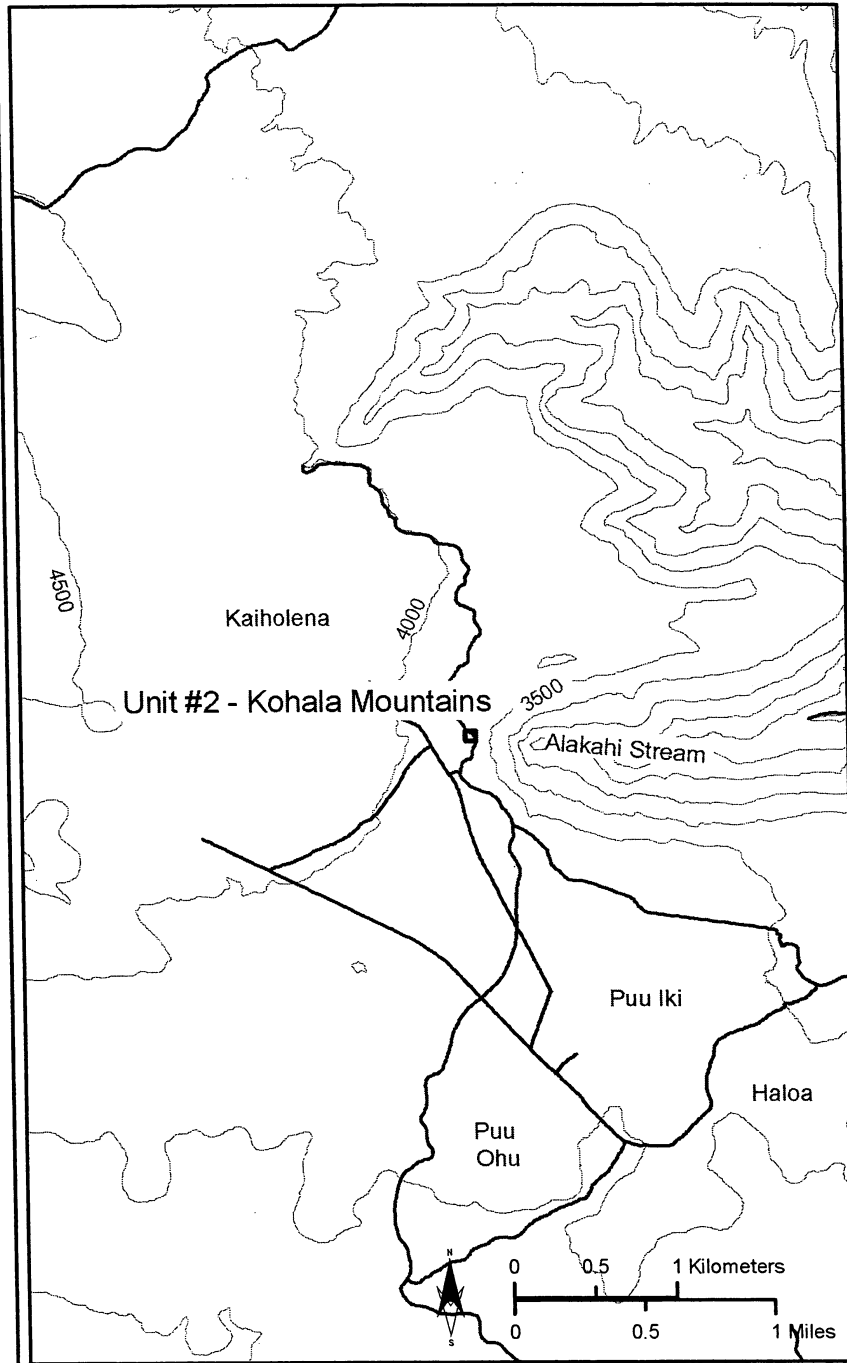 4500
Kaiholena
4000
Unit #2 - Kohala Mountains
3500
Alakahi Stream
Puu Iki
Haloa
Puu
Ohu
N
S
0 0.5 1 Kilometers
0 0.5 1 Miles